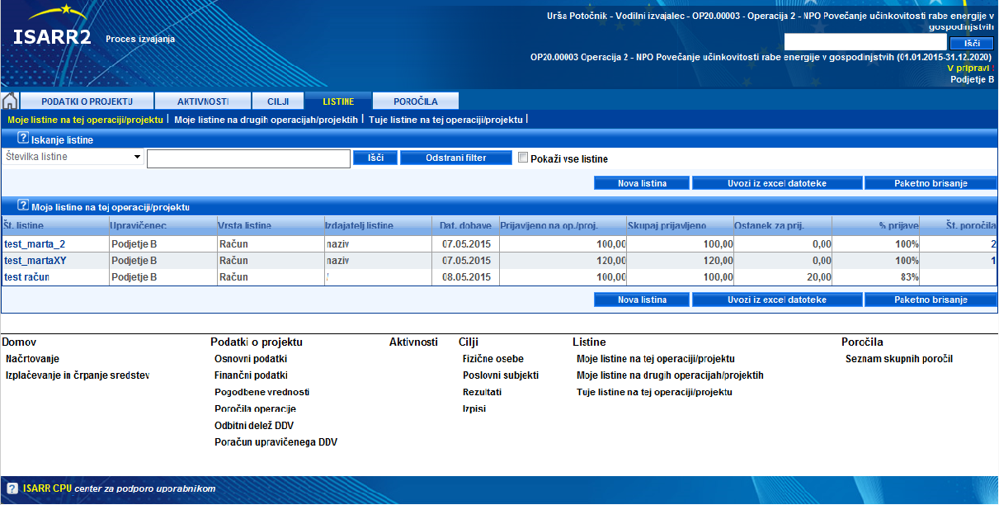 Urša Potočnik - Vodilni izvajalec - OP20.00003 - Operacija 2 - NPO Povečanje učinkovitosti rabe energije v
gospodinjstvih
ISARR2 Proces izvajanja
Išči
OP20.00003 Operacija 2 - NPO Povečanje učinkovitosti rabe energije v gospodinjstvih (01.01.2015-31.12.2020)
V pripravi
Podjetje B
PODATKI O PROJEKTU AKTIVNOSTI CILJI LISTINE POROČILA
Moje listine na tej operaciji/projektu | Moje listine na drugih operacijah/projektih | Tuje listine na tej operaciji/projektu |
? Iskanje listine
Številka listine Išči Odstrani filter Pokaži vse listine
Nova listina Uvozi iz excel datoteke Paketno brisanje
? Moje listine na tej operaciji/projektu
Št. listine Upravičenec Vrsta listine Izdajatelj listine Dat. dobave Prijavljeno na op./proj. Skupaj prijavljeno Ostanek za prij. % prijave Št. poročila
test_marta_2 Podjetje B Račun naziv 07.05.2015 100,00 100,00 0,00 100% 2
test_martaXY Podjetje B Račun naziv 07.05.2015 120,00 120,00 0,00 100% 1
test račun Podjetje B Račun / 08.05.2015 100,00 100,00 20,00 83%
Nova listina Uvozi iz excel datoteke Paketno brisanje
Domov Podatki o projektu Aktivnosti Cilji Listine Poročila
Načrtovanje Osnovni podatki Fizične osebe Moje listine na tej operaciji/projektu Seznam skupnih poročil
Izplačevanje in črpanje sredstev Finančni podatki Poslovni subjekti Moje listine na drugih operacijah/projektih
Pogodbene vrednosti Rezultati Tuje listine na tej operaciji/projektu
Poročila operacije Izpisi
Odbitni delež DDV
Poračun upravičenega DDV
? ISARR CPU center za podporo uporabnikom